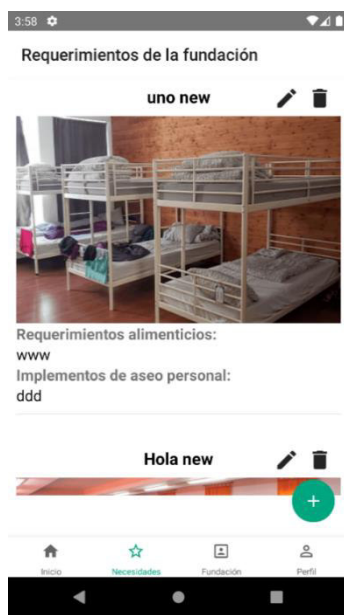 3:58
Requerimientos de la fundación
uno new
Requerimientos alimenticios:
www
Implementos de aseo personal:
ddd
Hola new
+
Inicio Necesidades Fundación Perfil